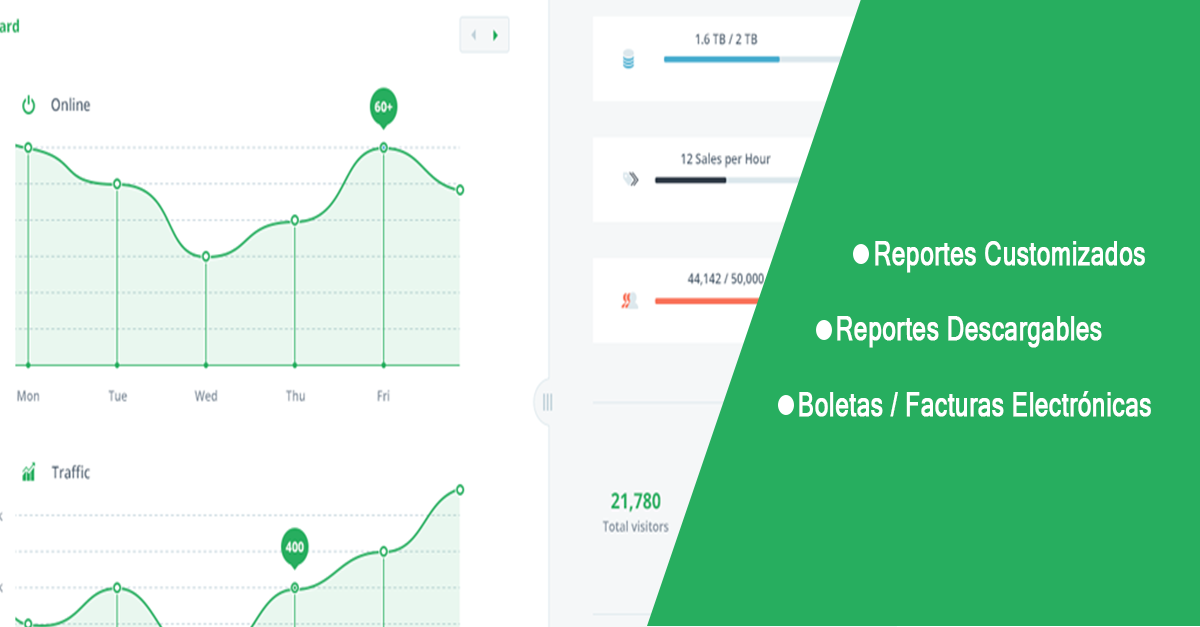 ard
Online
60+
Mon Tue Wed Thu Fri
Traffic
400
1.6 TB / 2 TB
12 Sales per Hour
44,142 / 50,000
21,780
Total visitors
Reportes Customizados
Reportes Descargables
Boletas / Facturas Electrónicas